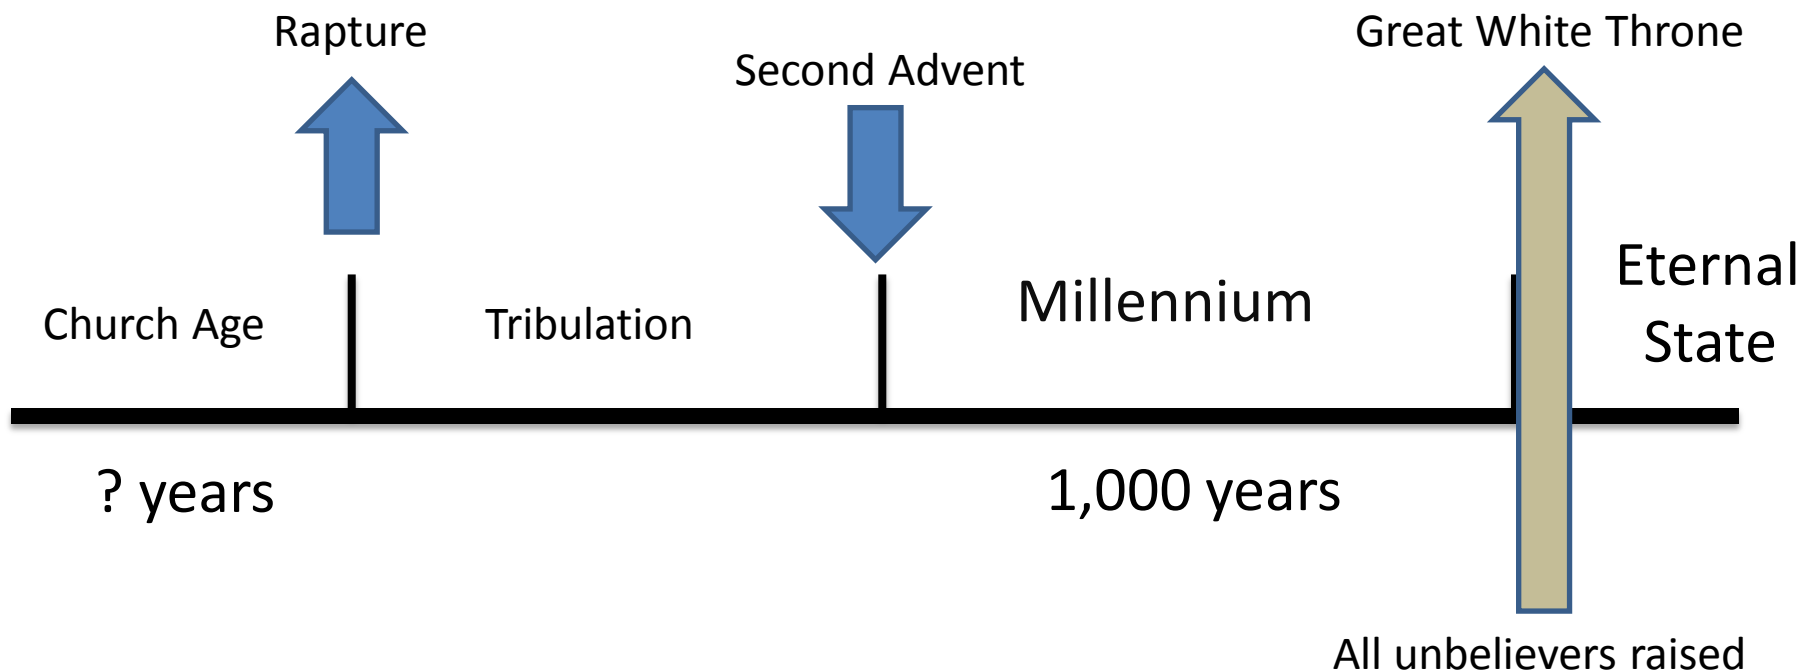 Rapture
Second Advent
Great White Throne
Church Age
Tribulation
Millennium
Eternal
State
? years
1,000 years
All unbelievers raised